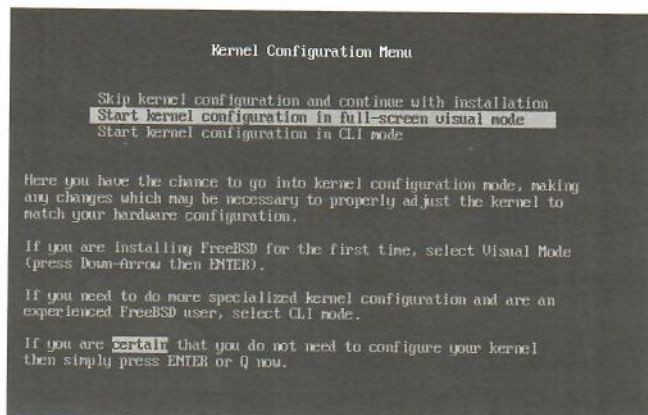 Kernel Configuration Menu
Skip kernel configuration and continue with installation
Start kernel configuration in full-screen visual mode
Start kernel configuration in CLI mode
Here you have the chance to go into kernel configuration mode, making
any changes which may be necessary to properly adjust the kernel to
match your hardware configuration.
If you are installing FreeBSD for the first time, select Visual Mode
(press Down-Arrow then ENTER).
If you need to do more specialized kernel configuration and are an
experienced FreeBSD user, select CLI mode.
If you are certain that you do not need to configure your kernel
then simply press ENTER or Q now.